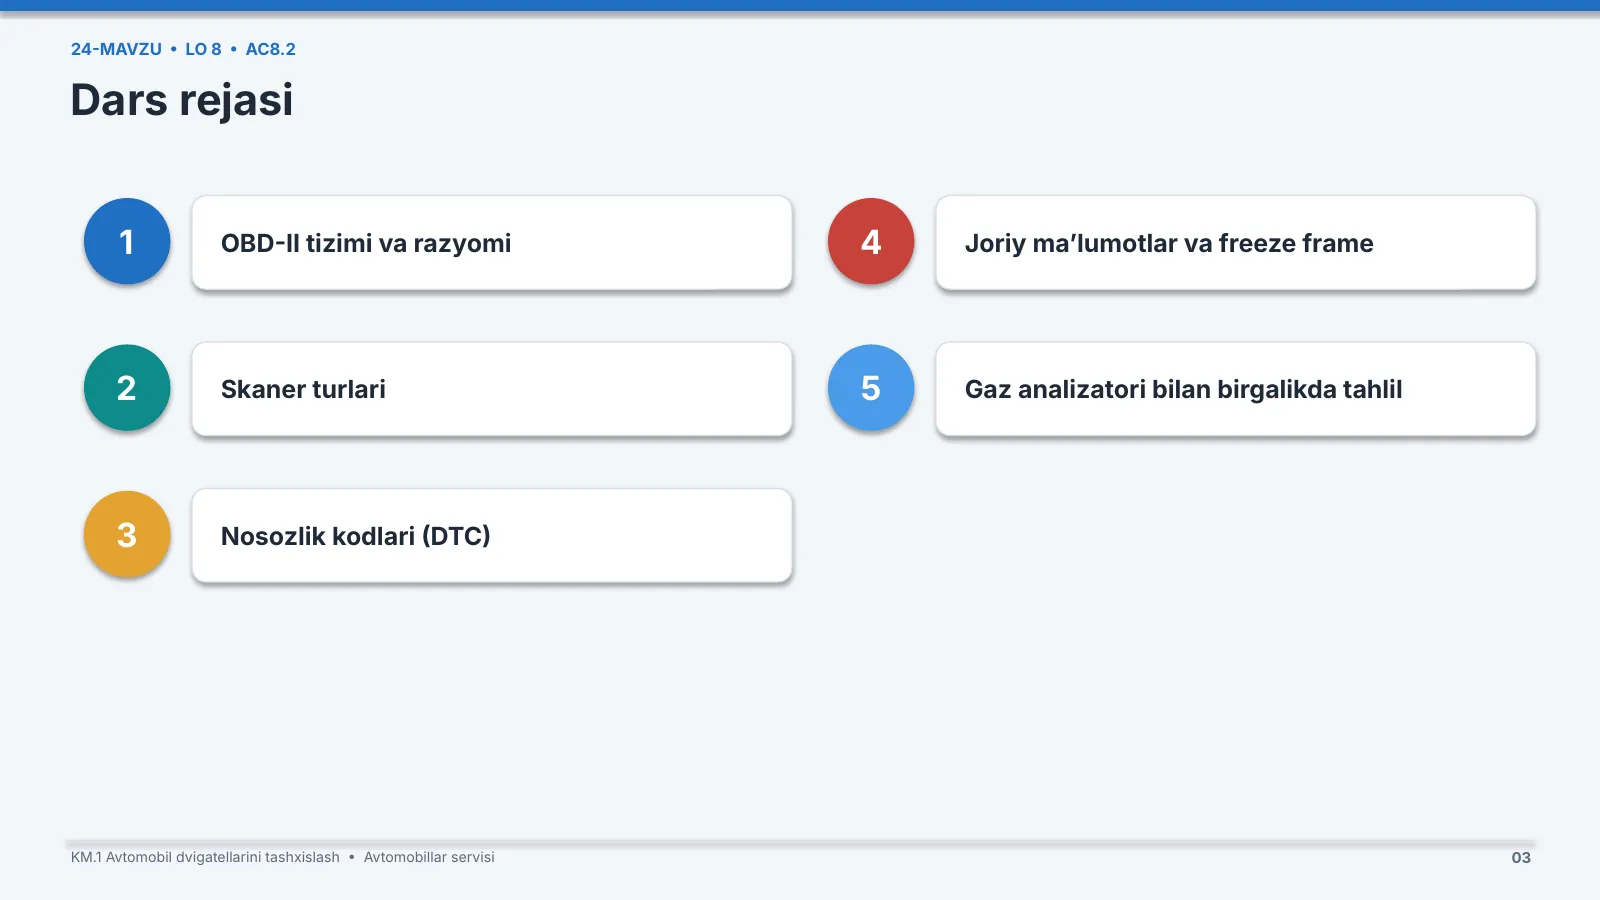 24-MAVZU • LO 8 • AC8.2
Dars rejasi
1
OBD-II tizimi va razyomi
2
Skaner turlari
3
Nosozlik kodlari (DTC)
4
Joriy ma’lumotlar va freeze frame
5
Gaz analizatori bilan birgalikda tahlil
KM.1 Avtomobil dvigatellarini tashxislash • Avtomobillar servisi
03